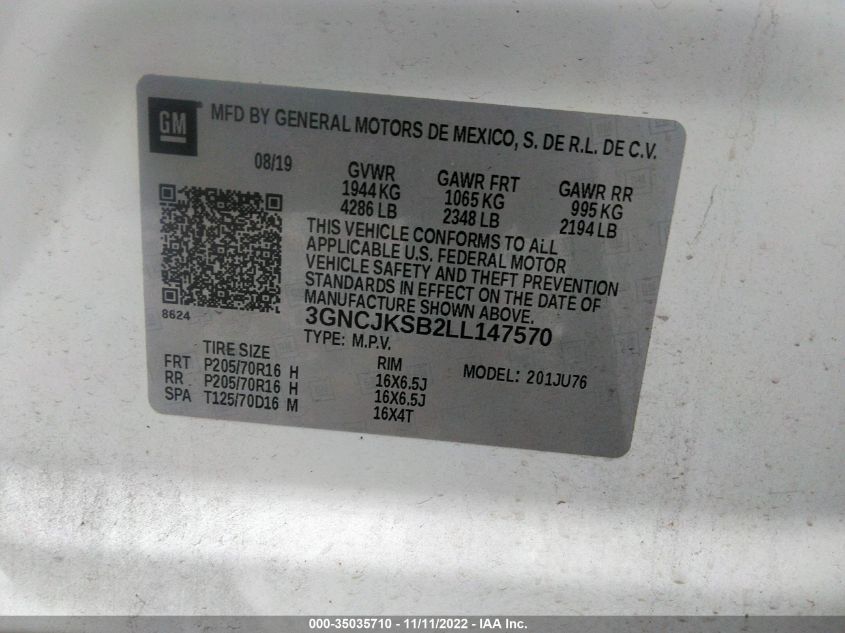 GM
MFD BY GENERAL MOTORS DE MEXICO, S. DE R.L. DE C.V.
08/19 GVWR GAWR FRT GAWR RR
1944 KG 1065 KG 995 KG
4286 LB 2348 LB 2194 LB
THIS VEHICLE CONFORMS TO ALL
APPLICABLE U.S. FEDERAL MOTOR
VEHICLE SAFETY AND THEFT PREVENTION
STANDARDS IN EFFECT ON THE DATE OF
MANUFACTURE SHOWN ABOVE.
8624
3GNCJKSB2LL147570
TYPE: M.P.V.
TIRE SIZE RIM MODEL: 201JU76
FRT P205/70R16 H 16X6.5J
RR P205/70R16 H 16X6.5J
SPA T125/70D16 M 16X4T
000-35035710 - 11/11/2022 - IAA Inc.